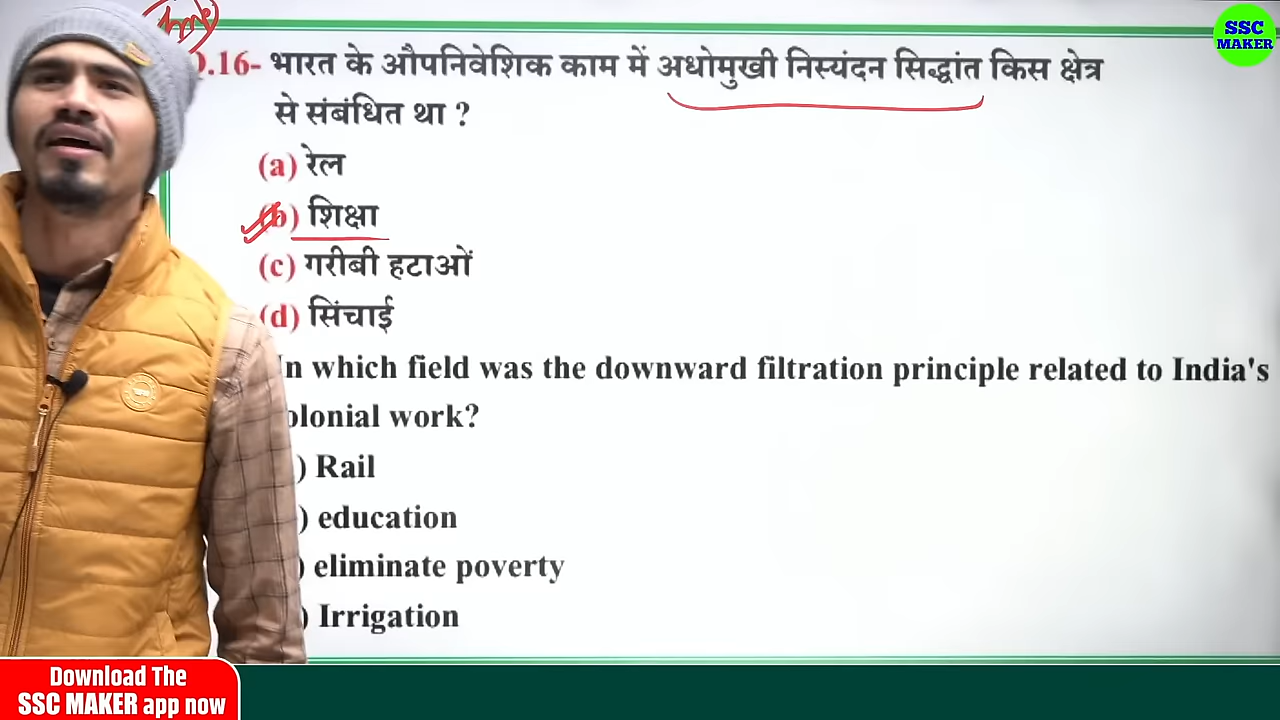 SSC
MAKER
.16- भारत के औपनिवेशिक काम में अधोमुखी निस्यंदन सिद्धांत किस क्षेत्र
से संबंधित था ?
(a) रेल
(b) शिक्षा
(c) गरीबी हटाओं
(d) सिंचाई
In which field was the downward filtration principle related to India's
olonial work?
) Rail
) education
) eliminate poverty
) Irrigation
Download The
SSC MAKER app now